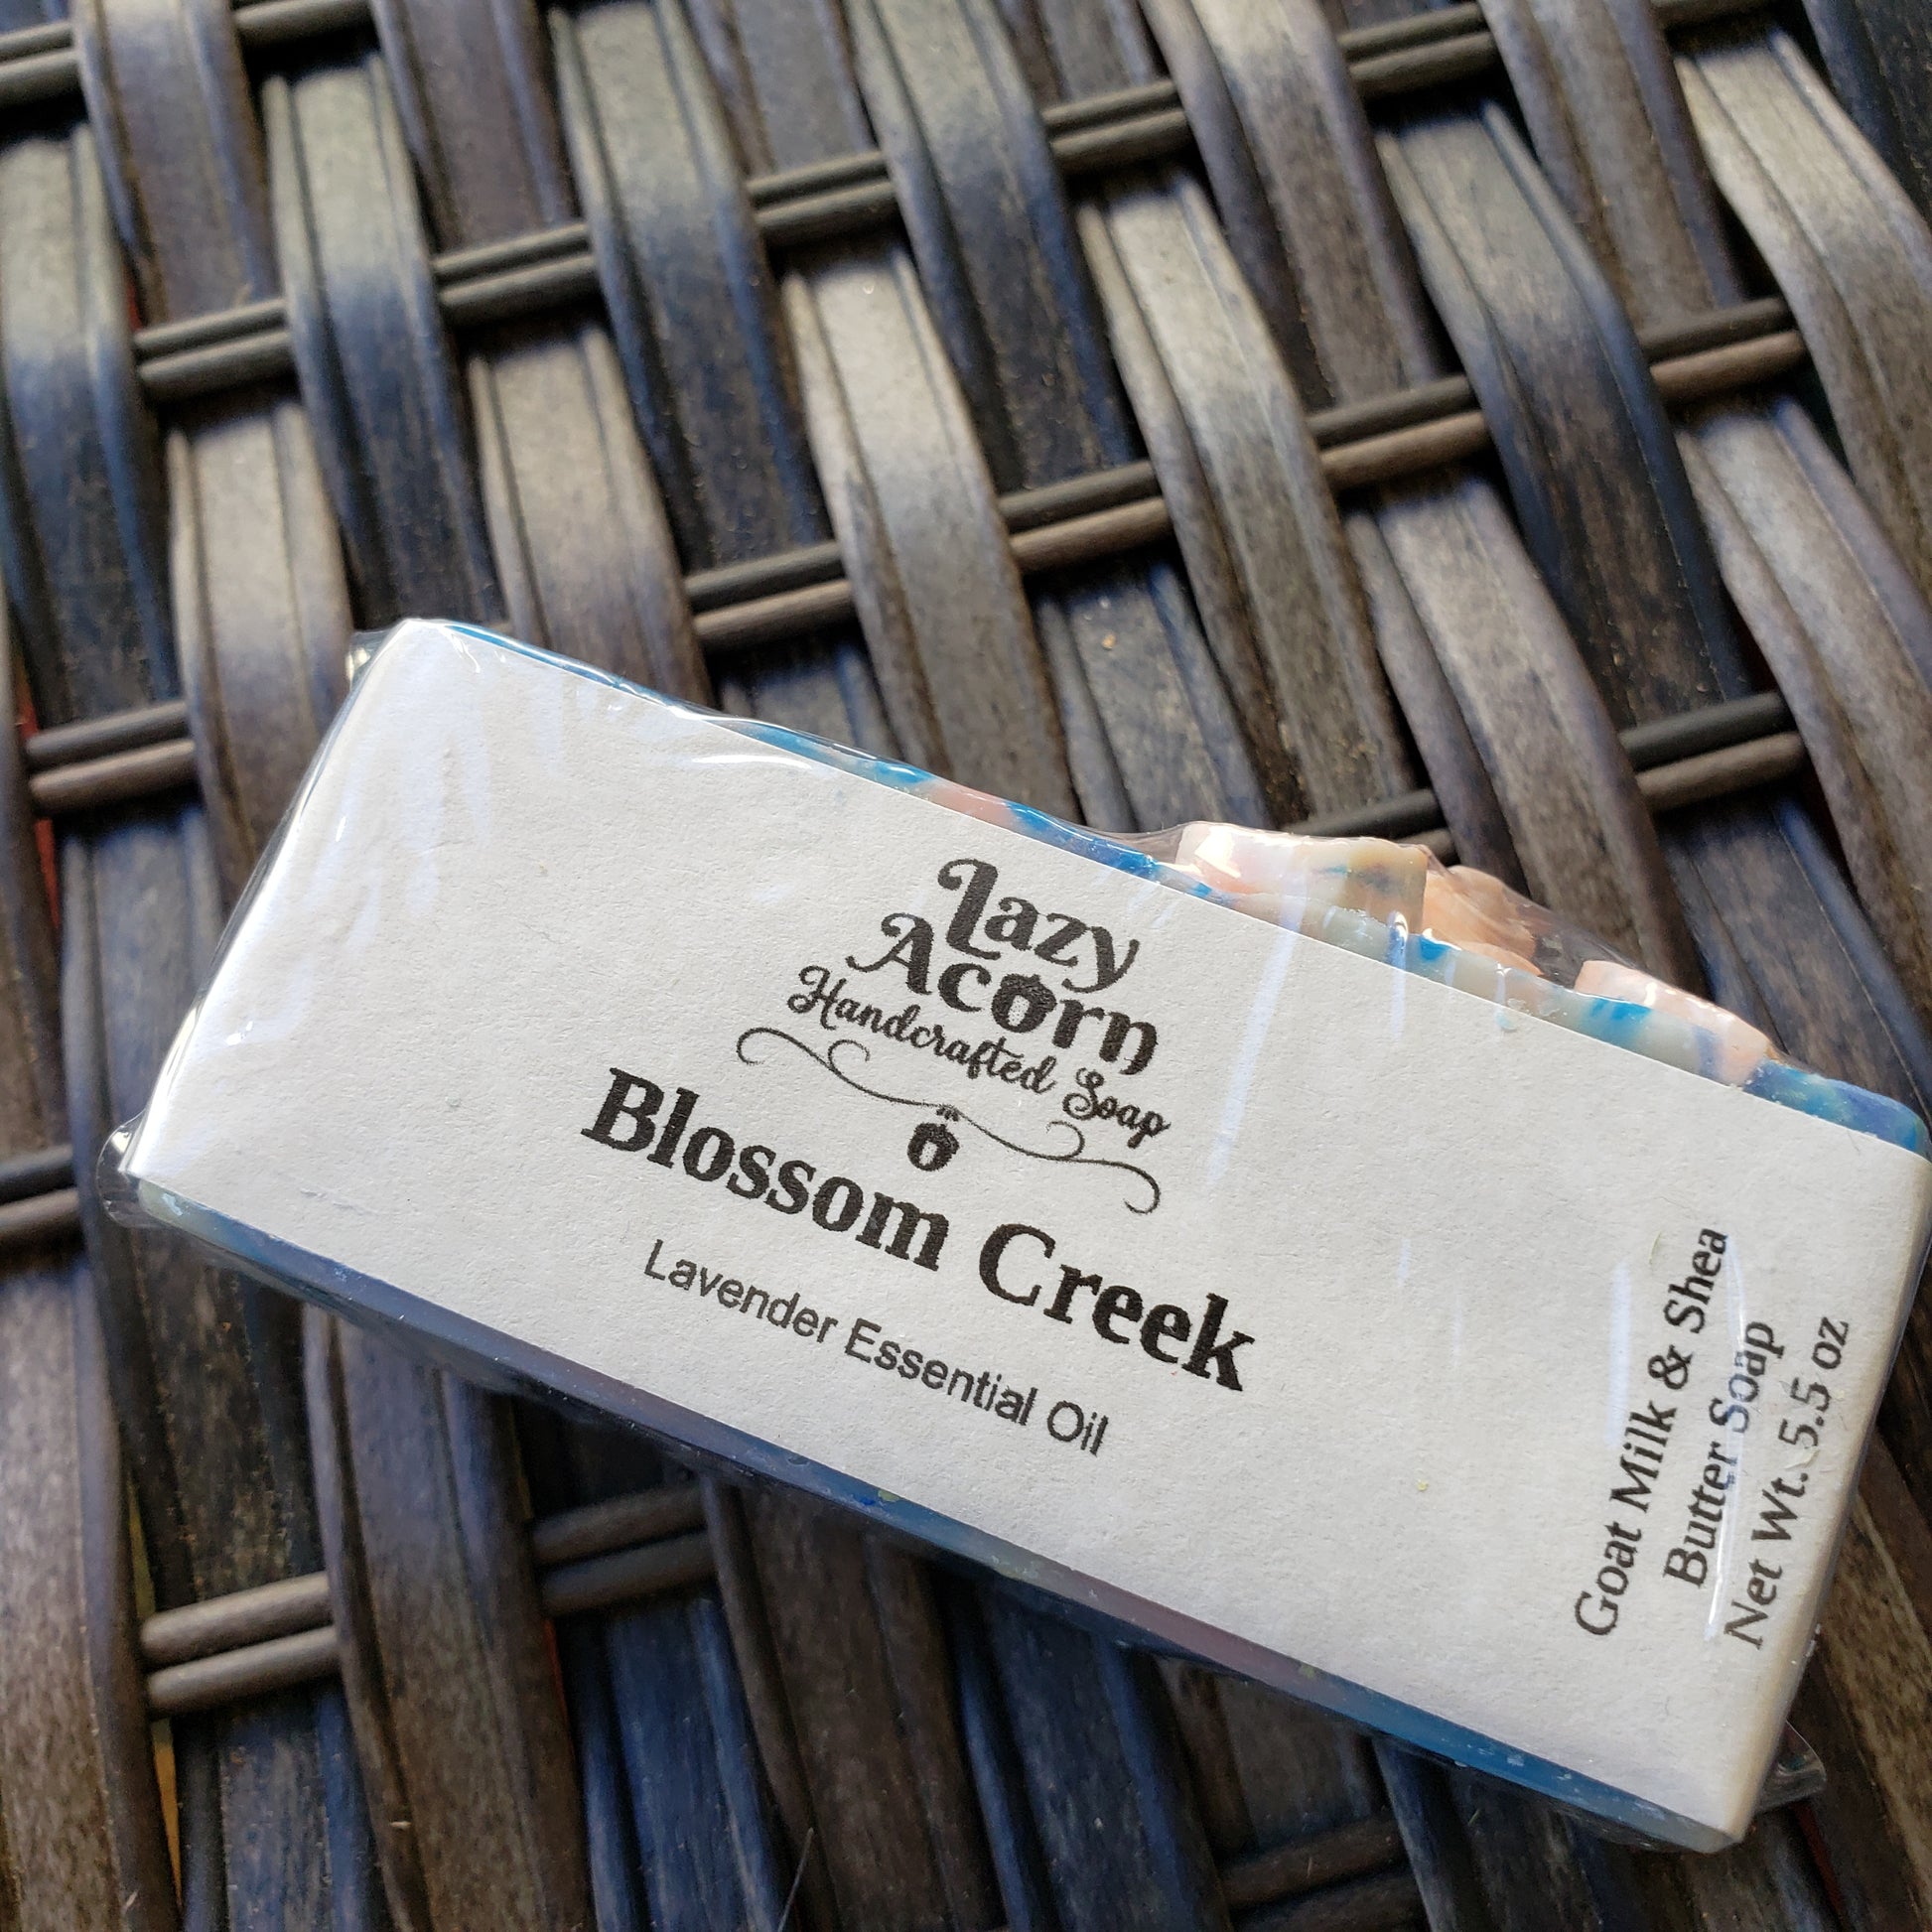 Lazy
Acorn
Handcrafted Soap
Blossom Creek
Lavender Essential Oil
Goat Milk & Shea
Butter Soap
Net Wt. 5.5 oz